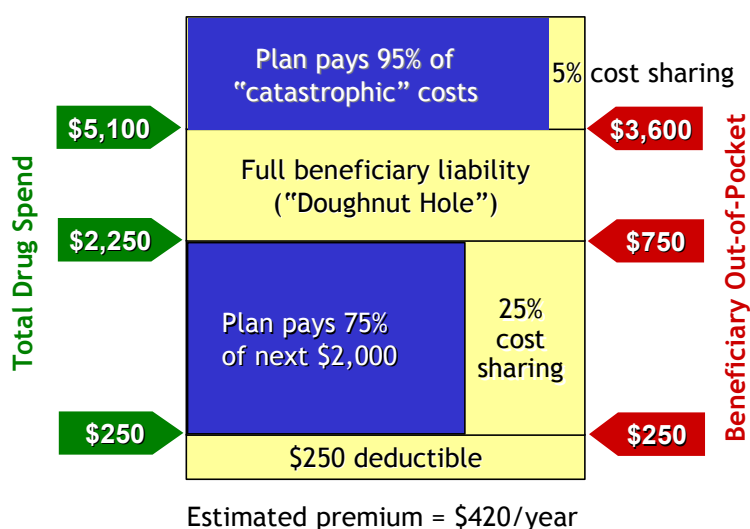 Plan pays 95% of
“catastrophic” costs
5% cost sharing
$5,100
$3,600
Full beneficiary liability
(“Doughnut Hole”)
$2,250
$750
Plan pays 75%
of next $2,000
25%
cost
sharing
$250
$250
$250 deductible
Total Drug Spend
Beneficiary Out-of-Pocket
Estimated premium = $420/year